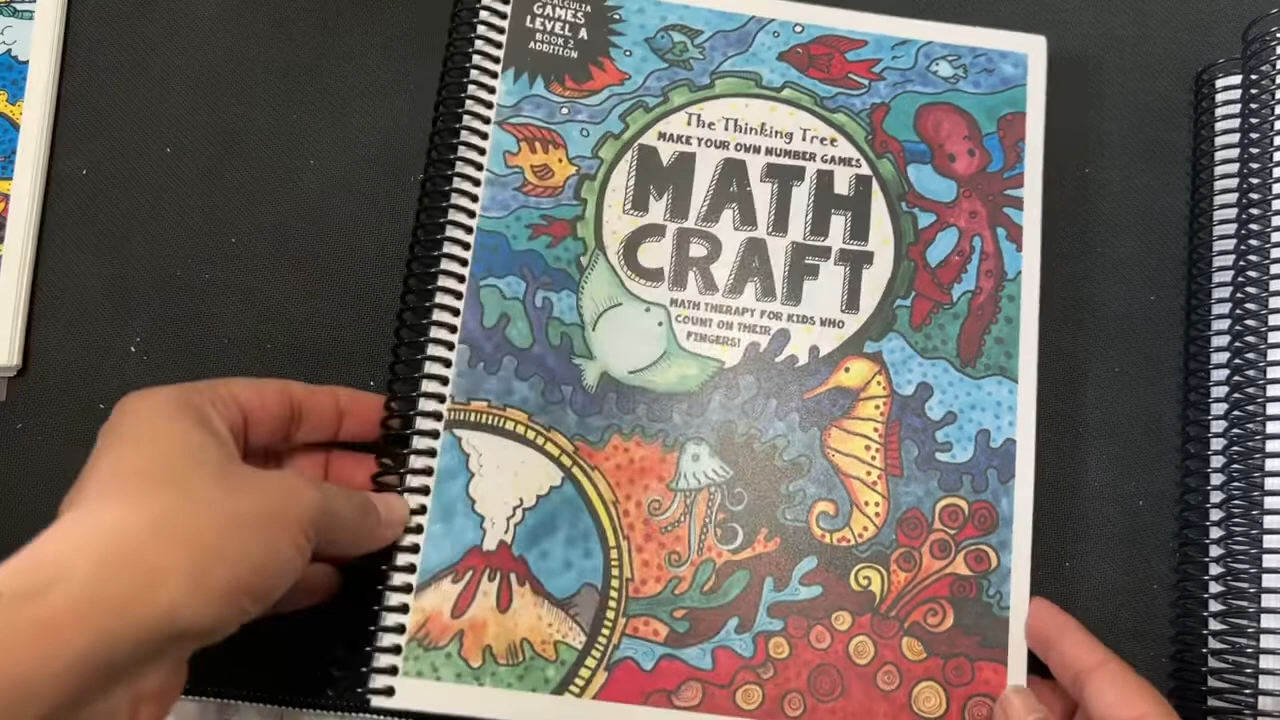 GAMES
LEVEL A
BOOK 2
ADDITION
The Thinking Tree
MAKE YOUR OWN NUMBER GAMES
MATH
CRAFT
MATH THERAPY FOR KIDS WHO
COUNT ON THEIR
FINGERS!